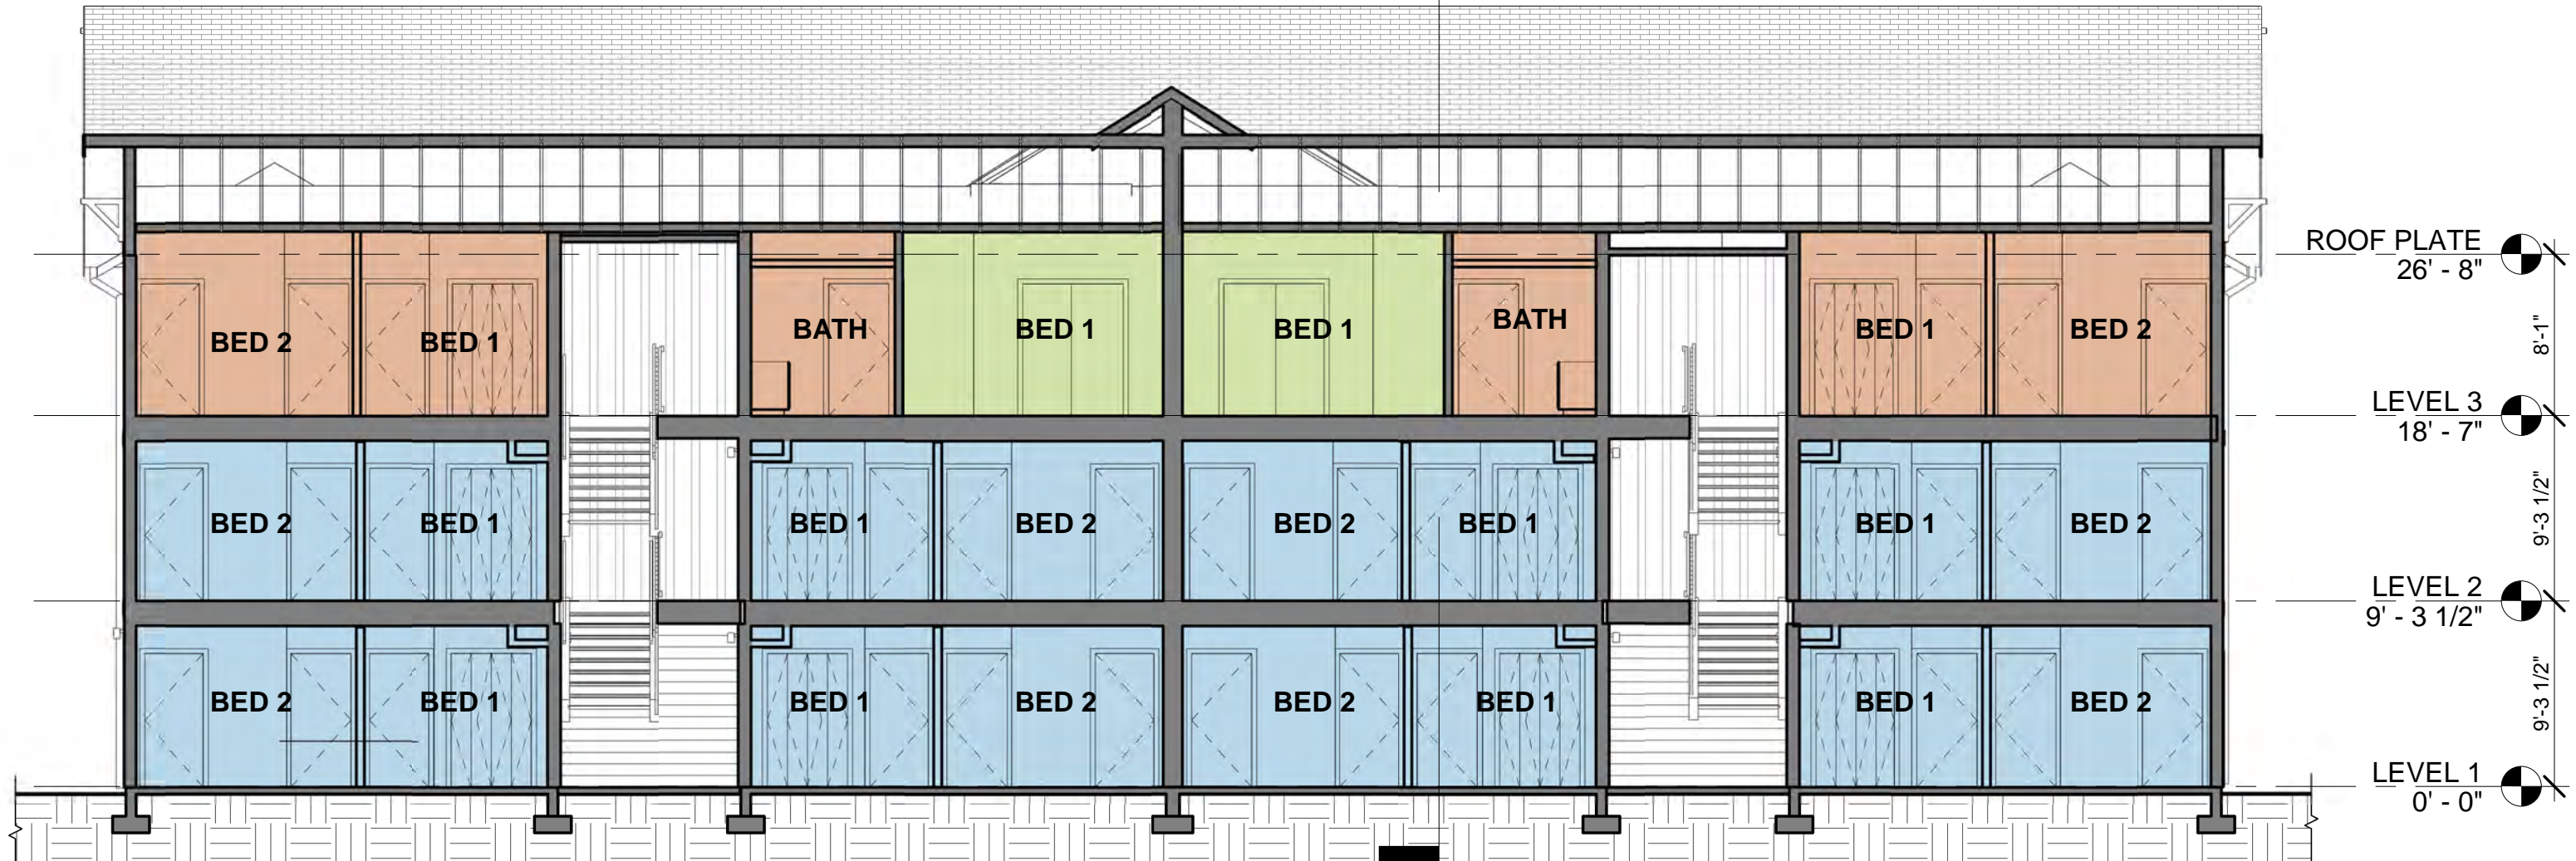 ROOF PLATE
26' - 8"
BED 2 BED 1 BATH BED 1 BED 1 BATH BED 1 BED 2
8'-1"
LEVEL 3
18' - 7"
BED 2 BED 1 BED 1 BED 2 BED 2 BED 1 BED 1 BED 2
9'-3 1/2"
LEVEL 2
9' - 3 1/2"
BED 2 BED 1 BED 1 BED 2 BED 2 BED 1 BED 1 BED 2
9'-3 1/2"
LEVEL 1
0' - 0"